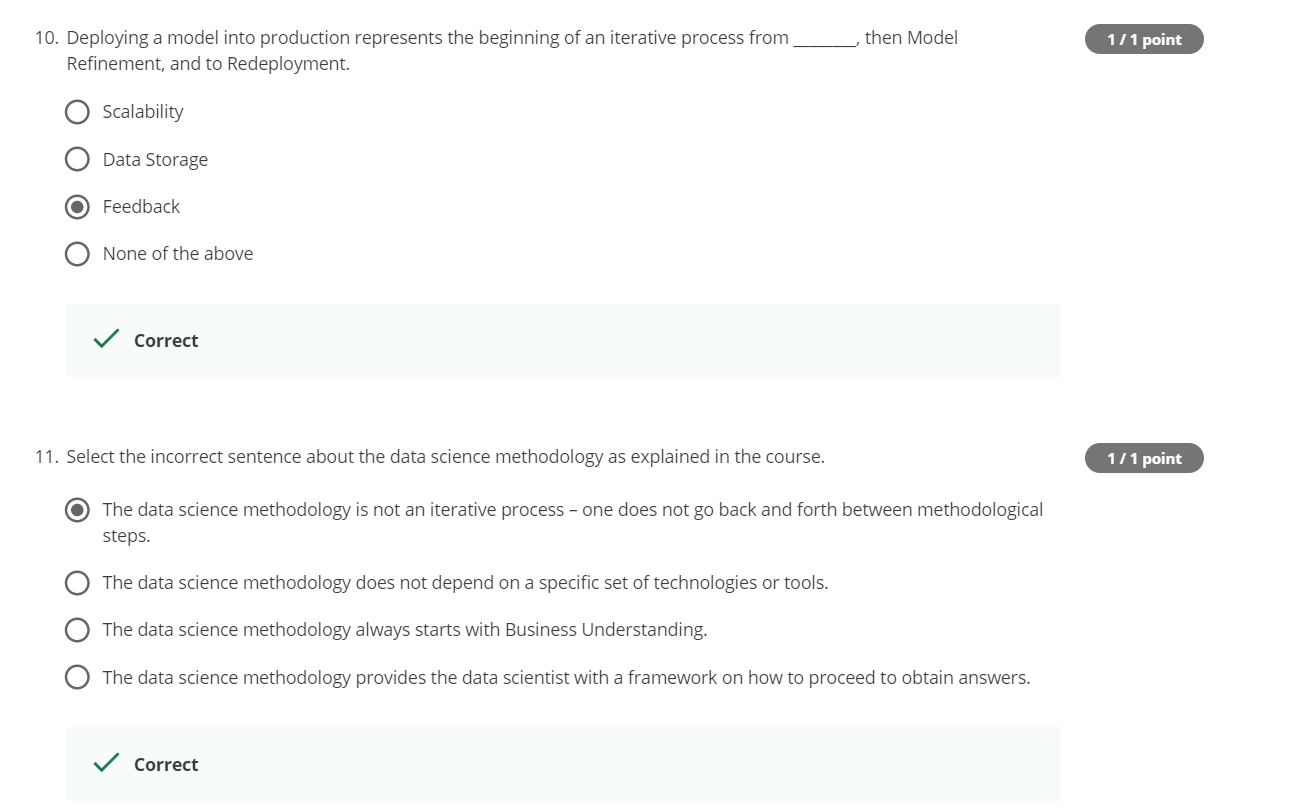 10. Deploying a model into production represents the beginning of an iterative process from ________, then Model
1 / 1 point
Refinement, and to Redeployment.
Scalability
Data Storage
Feedback
None of the above
Correct
11. Select the incorrect sentence about the data science methodology as explained in the course.
1 / 1 point
The data science methodology is not an iterative process – one does not go back and forth between methodological
steps.
The data science methodology does not depend on a specific set of technologies or tools.
The data science methodology always starts with Business Understanding.
The data science methodology provides the data scientist with a framework on how to proceed to obtain answers.
Correct